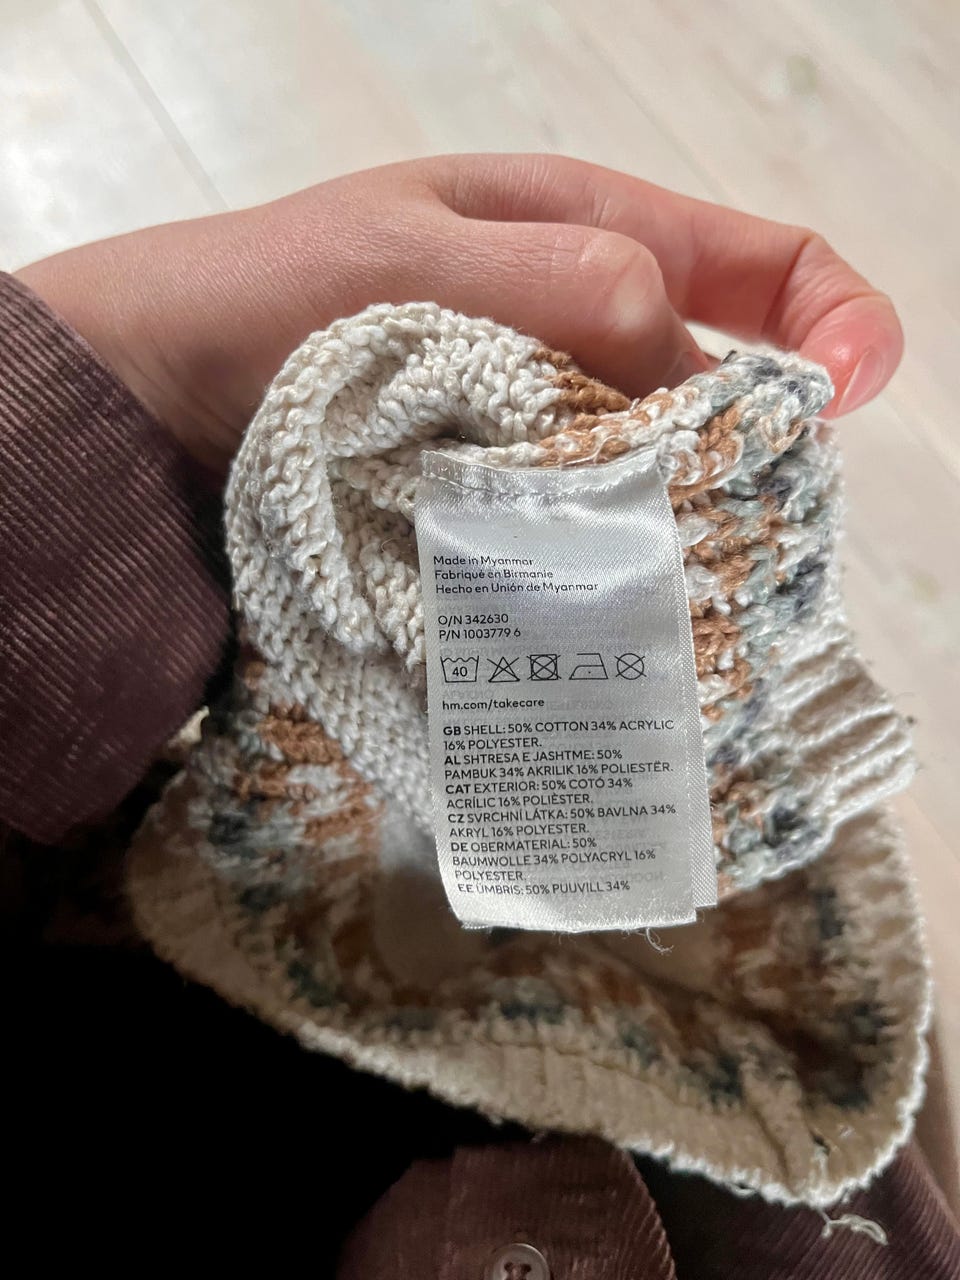 Made in Myanmar
Fabriqué en Birmanie
Hecho en Unión de Myanmar
O/N 342630
P/N 1003779 6
40
hm.com/takecare
GB SHELL: 50% COTTON 34% ACRYLIC
16% POLYESTER.
AL SHTRESA E JASHTME: 50%
PAMBUK 34% AKRILIK 16% POLIESTËR.
CAT EXTERIOR: 50% COTÓ 34%
ACRÍLIC 16% POLIÈSTER.
CZ SVRCHNÍ LÁTKA: 50% BAVLNA 34%
AKRYL 16% POLYESTER.
DE OBERMATERIAL: 50%
BAUMWOLLE 34% POLYACRYL 16%
POLYESTER.
EE ÜMBRIS: 50% PUUVILL 34%